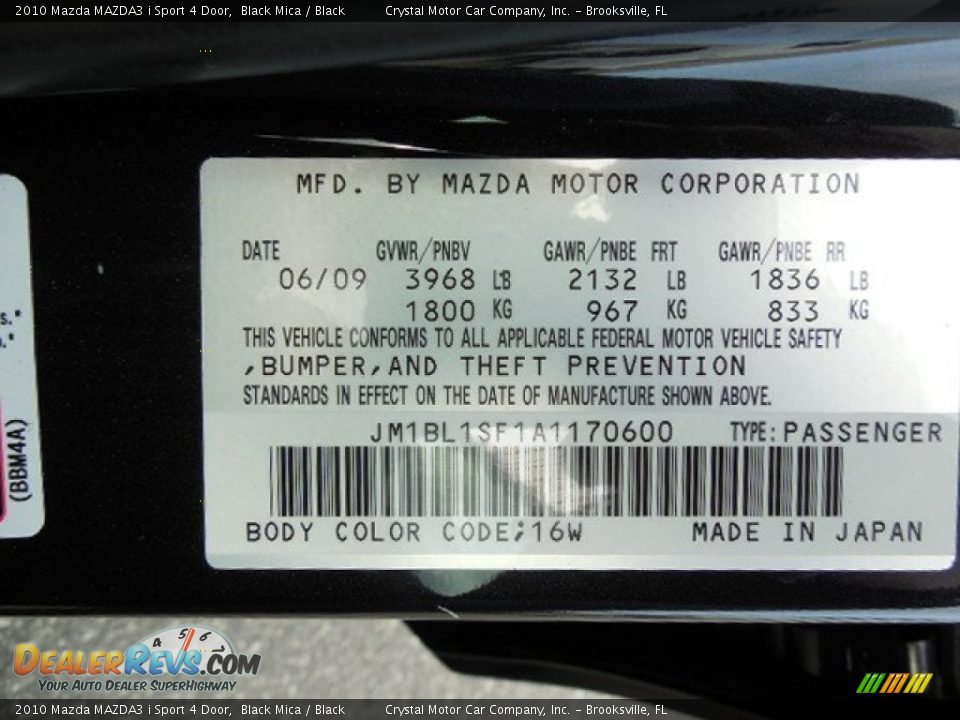 2010 Mazda MAZDA3 i Sport 4 Door, Black Mica / Black Crystal Motor Car Company, Inc. - Brooksville, FL
MFD. BY MAZDA MOTOR CORPORATION
DATE GVWR/PNBV GAWR/PNBE FRT GAWR/PNBE RR
06/09 3968 LB 2132 LB 1836 LB
1800 KG 967 KG 833 KG
THIS VEHICLE CONFORMS TO ALL APPLICABLE FEDERAL MOTOR VEHICLE SAFETY
,BUMPER,AND THEFT PREVENTION
STANDARDS IN EFFECT ON THE DATE OF MANUFACTURE SHOWN ABOVE.
JM1BL1SF1A1170600 TYPE:PASSENGER
BODY COLOR CODE;16W MADE IN JAPAN
(BBM4A)
4 5 6
DEALERREVS.COM
YOUR AUTO DEALER SUPERHIGHWAY
2010 Mazda MAZDA3 i Sport 4 Door, Black Mica / Black Crystal Motor Car Company, Inc. - Brooksville, FL